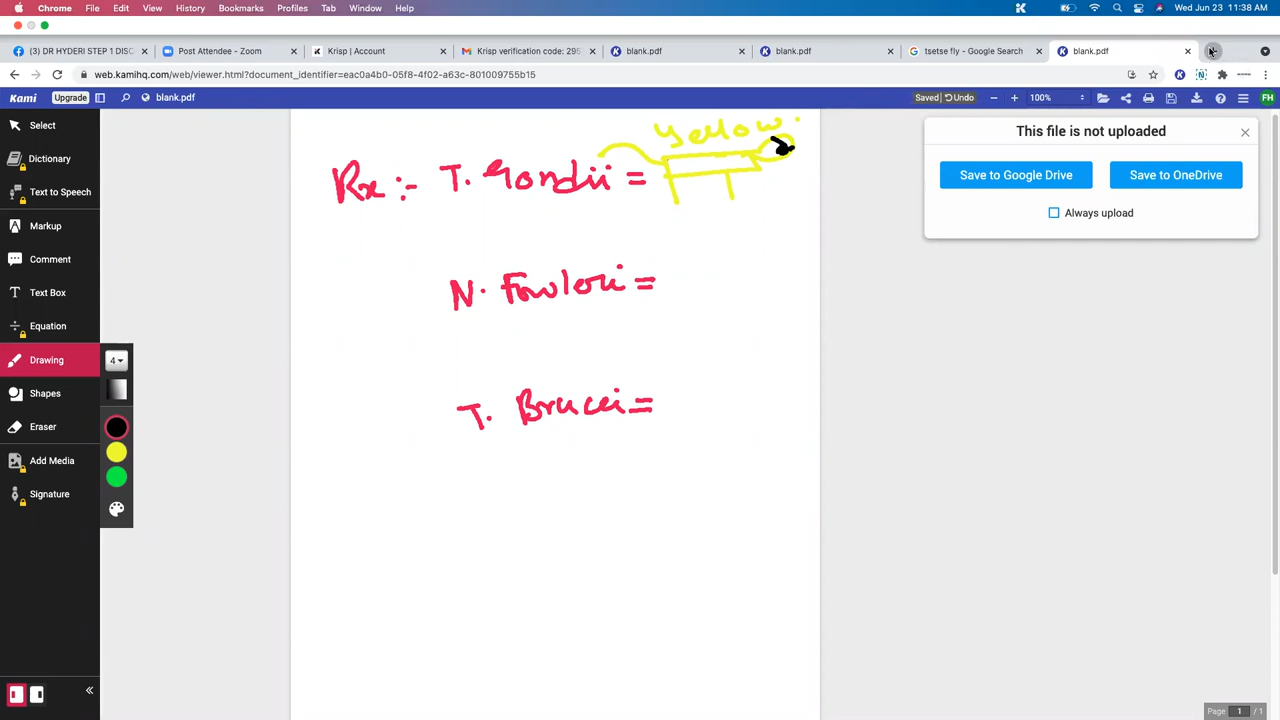 Chrome File Edit View History Bookmarks Profiles Tab Window Help Wed Jun 23 11:38 AM
(3) DR HYDERI STEP 1 DISC Post Attendee - Zoom Krisp | Account Krisp verification code: 295 blank.pdf blank.pdf tsetse fly - Google Search blank.pdf
web.kamihq.com/web/viewer.html?document_identifier=eac0a4b0-05f8-4f02-a63c-801009755b15
Kami Upgrade blank.pdf Saved Undo 100% FH
Select
Dictionary
Text to Speech
Markup
Comment
Text Box
Equation
Drawing
Shapes
Eraser
Add Media
Signature
4
Yellow.
Rx :- T. Gondii =
N. Fowleri =
T. Brucei =
This file is not uploaded
Save to Google Drive Save to OneDrive
Always upload
Page 1 / 1